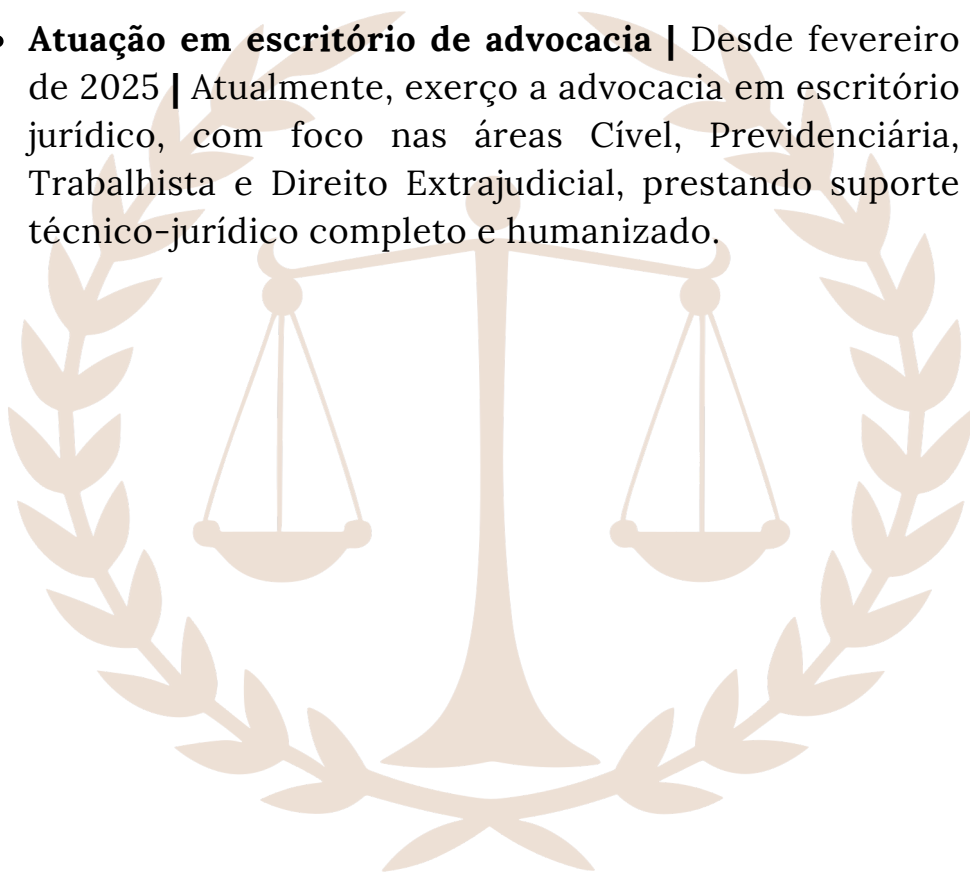 • Atuação em escritório de advocacia | Desde fevereiro
de 2025 | Atualmente, exerço a advocacia em escritório
jurídico, com foco nas áreas Cível, Previdenciária,
Trabalhista e Direito Extrajudicial, prestando suporte
técnico-jurídico completo e humanizado.